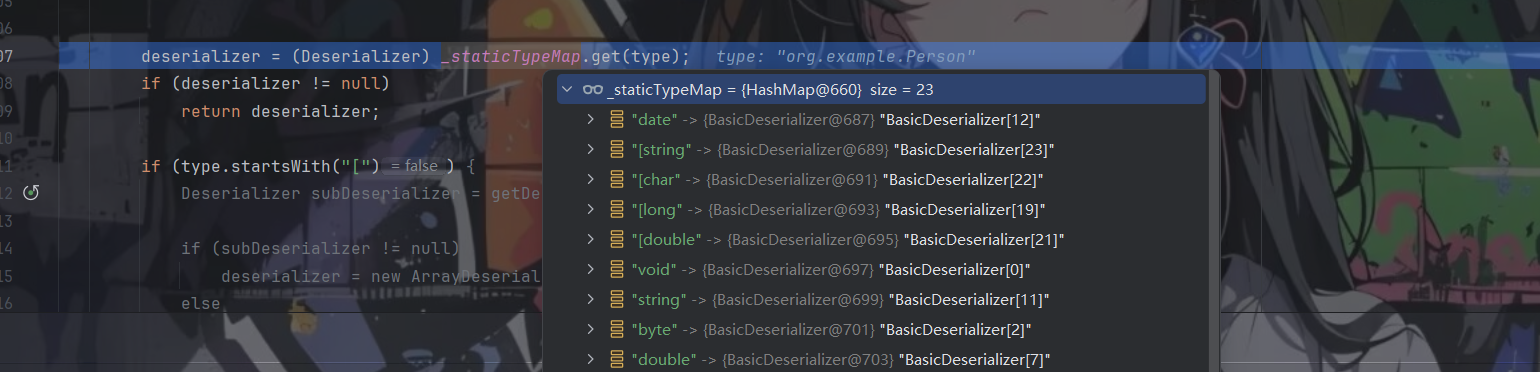 06
07 deserializer = (Deserializer) _staticTypeMap.get(type); type: "org.example.Person"
08 if (deserializer != null)
_staticTypeMap = {HashMap@660} size = 23
09 return deserializer;
"date" -> {BasicDeserializer@687} "BasicDeserializer[12]"
10
"[string" -> {BasicDeserializer@689} "BasicDeserializer[23]"
11 if (type.startsWith("[") = false ) {
"[char" -> {BasicDeserializer@691} "BasicDeserializer[22]"
12 Deserializer subDeserializer = getDe
"[long" -> {BasicDeserializer@693} "BasicDeserializer[19]"
13
"[double" -> {BasicDeserializer@695} "BasicDeserializer[21]"
14 if (subDeserializer != null)
"void" -> {BasicDeserializer@697} "BasicDeserializer[0]"
15 deserializer = new ArrayDeserial
"string" -> {BasicDeserializer@699} "BasicDeserializer[11]"
16 else
"byte" -> {BasicDeserializer@701} "BasicDeserializer[2]"
"double" -> {BasicDeserializer@703} "BasicDeserializer[7]"